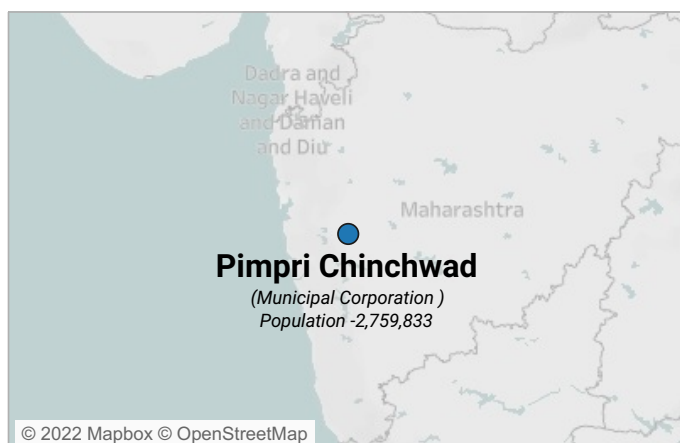 Dadra and
Nagar Haveli
and Daman
and Diu
Maharashtra
Pimpri Chinchwad
(Municipal Corporation )
Population -2,759,833
© 2022 Mapbox © OpenStreetMap